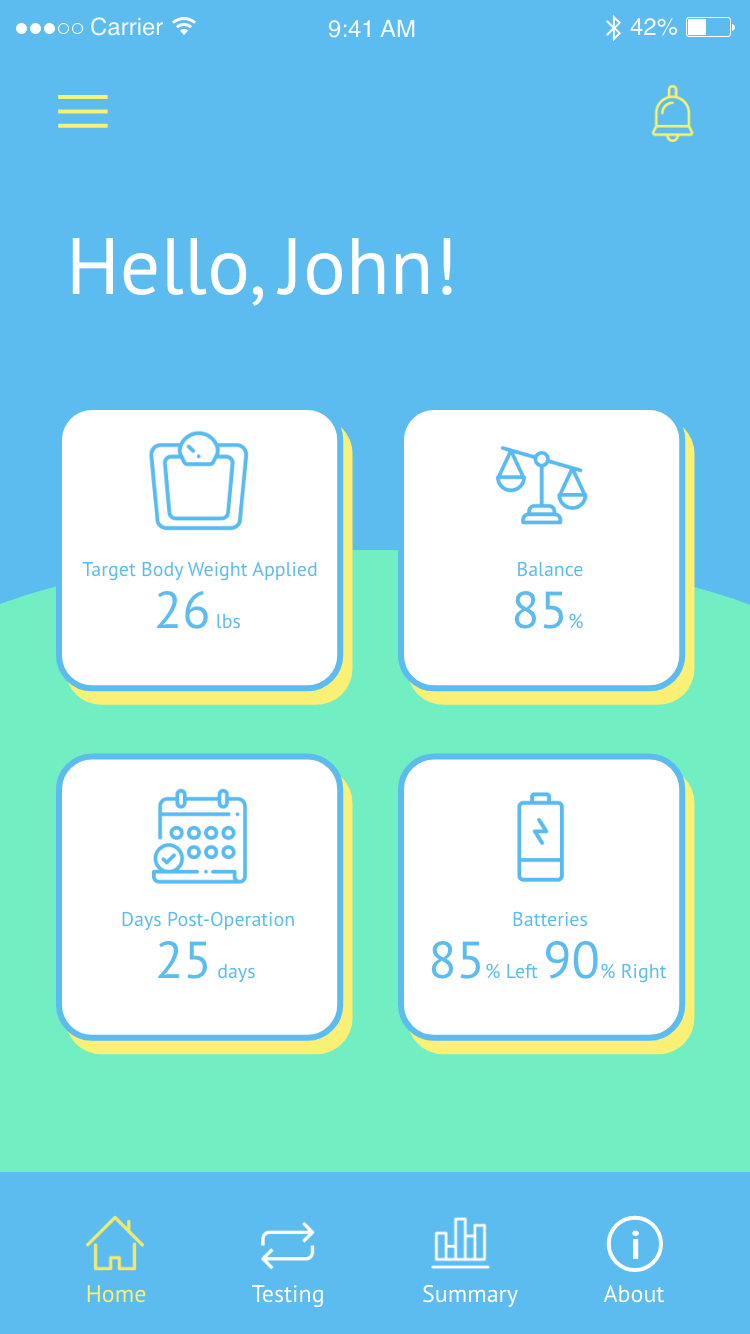 Carrier 9:41 AM 42%
Hello, John!
Target Body Weight Applied
26 lbs
Balance
85 %
Days Post-Operation
25 days
Batteries
85 % Left 90 % Right
Home Testing Summary About